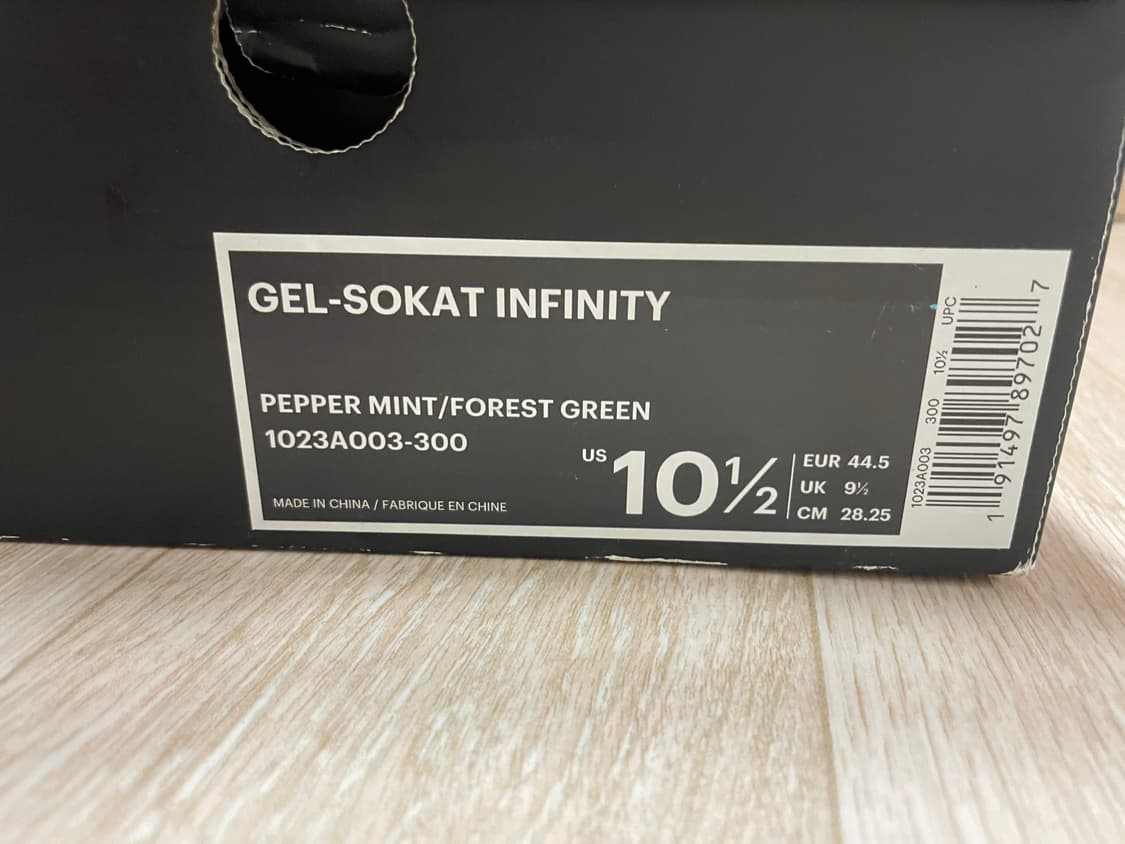 GEL-SOKAT INFINITY
PEPPER MINT/FOREST GREEN
1023A003-300
MADE IN CHINA / FABRIQUE EN CHINE
US 10½
EUR 44.5
UK 9½
CM 28.25
1023A003 300 10½ UPC
1 91497 89702 7